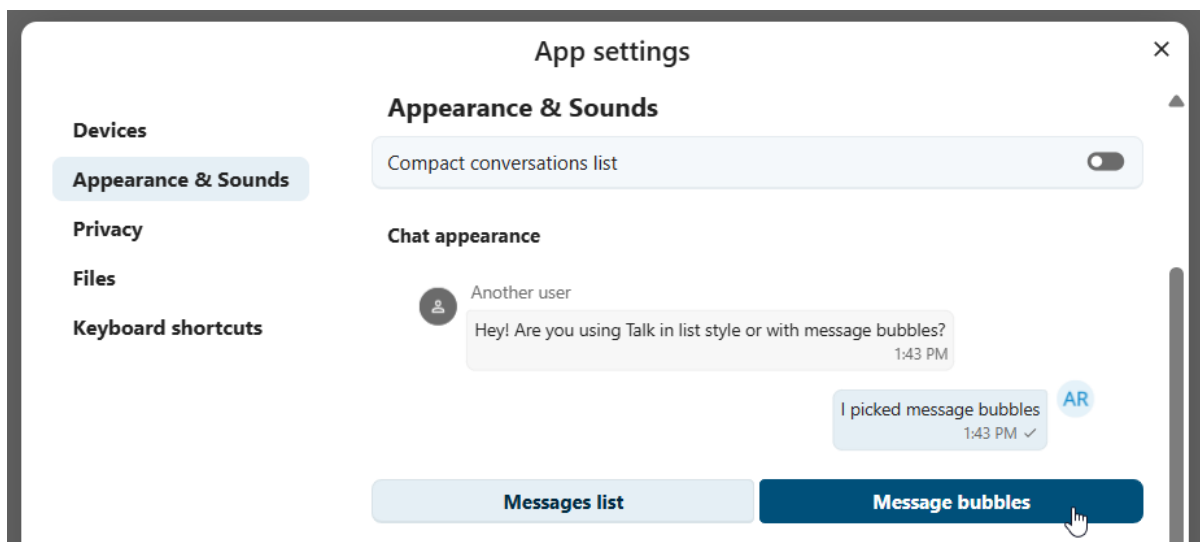 App settings
Devices
Appearance & Sounds
Privacy
Files
Keyboard shortcuts
Appearance & Sounds
Compact conversations list
Chat appearance
Another user
Hey! Are you using Talk in list style or with message bubbles?
1:43 PM
AR
I picked message bubbles
1:43 PM
Messages list
Message bubbles